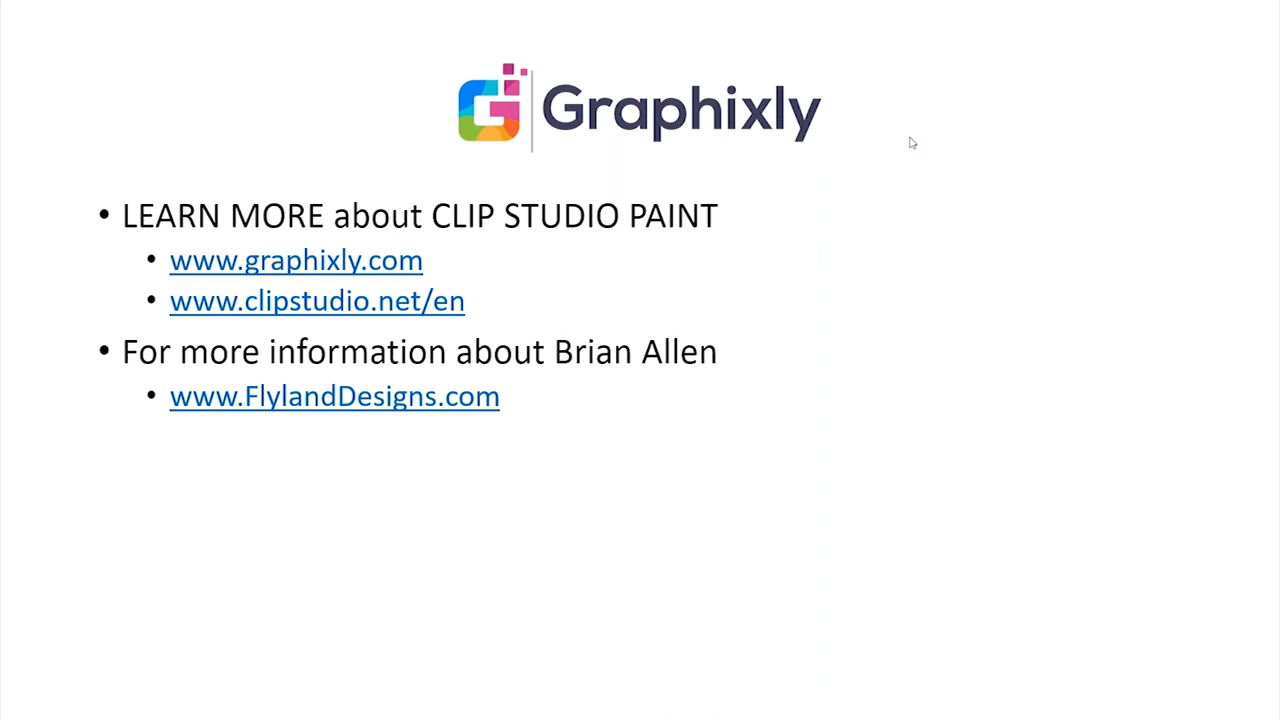 Graphixly
• LEARN MORE about CLIP STUDIO PAINT
• www.graphixly.com
• www.clipstudio.net/en
• For more information about Brian Allen
• www.FlylandDesigns.com